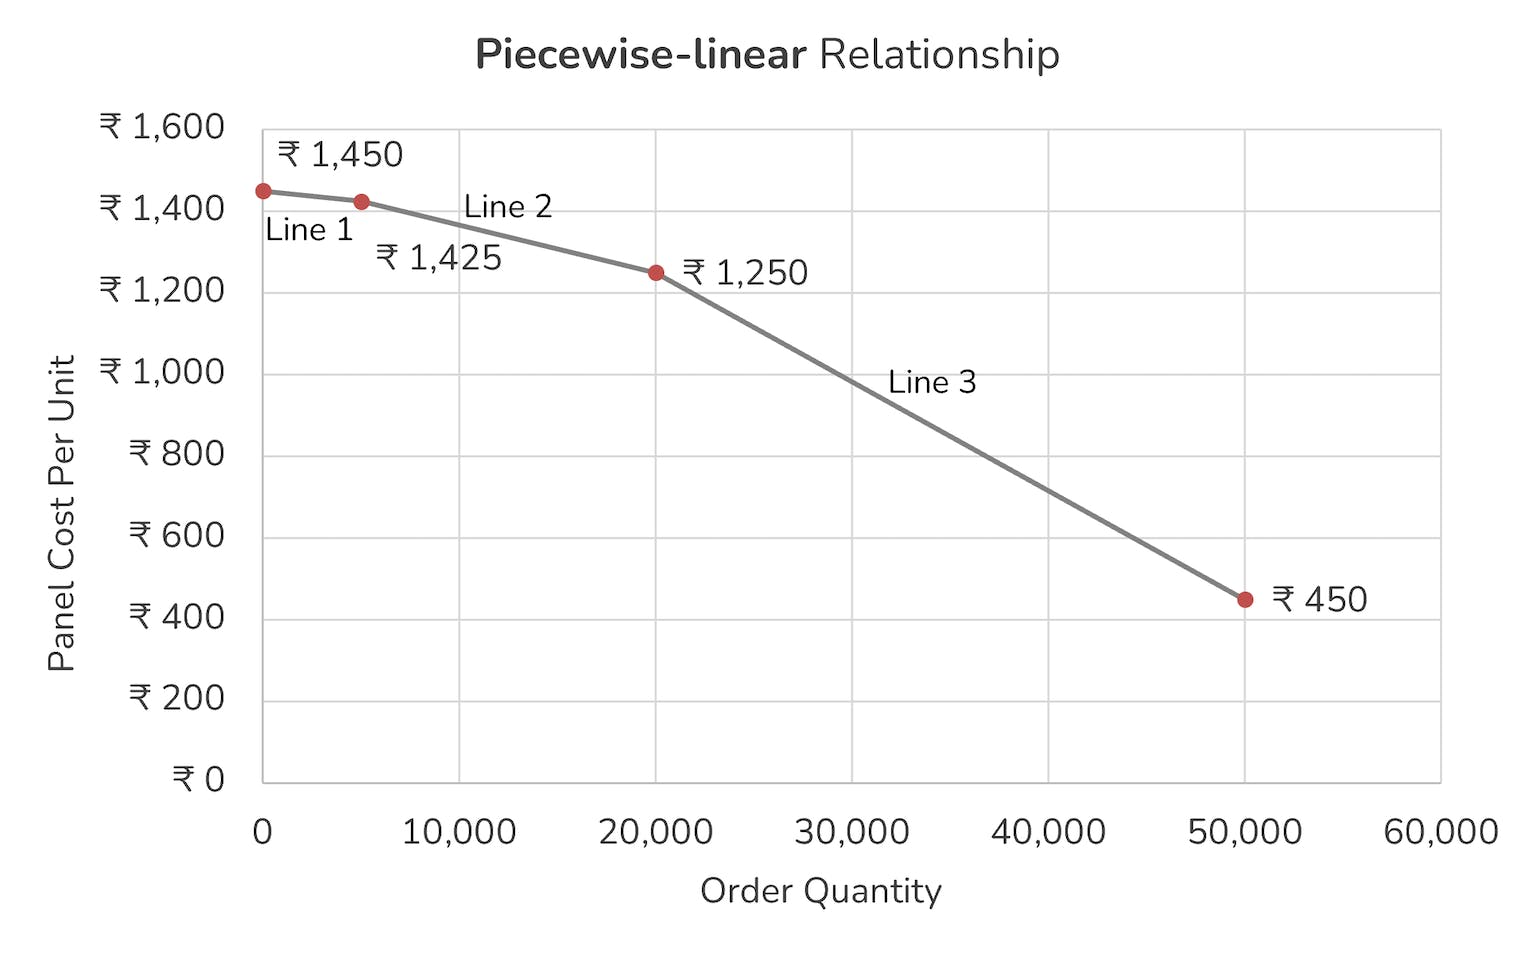 Piecewise-linear Relationship
₹ 1,600
₹ 1,450
₹ 1,400
Line 2
Line 1
₹ 1,425
₹ 1,250
₹ 1,200
₹ 1,000
Line 3
₹ 800
₹ 600
₹ 450
₹ 400
₹ 200
₹ 0
Panel Cost Per Unit
0 10,000 20,000 30,000 40,000 50,000 60,000
Order Quantity